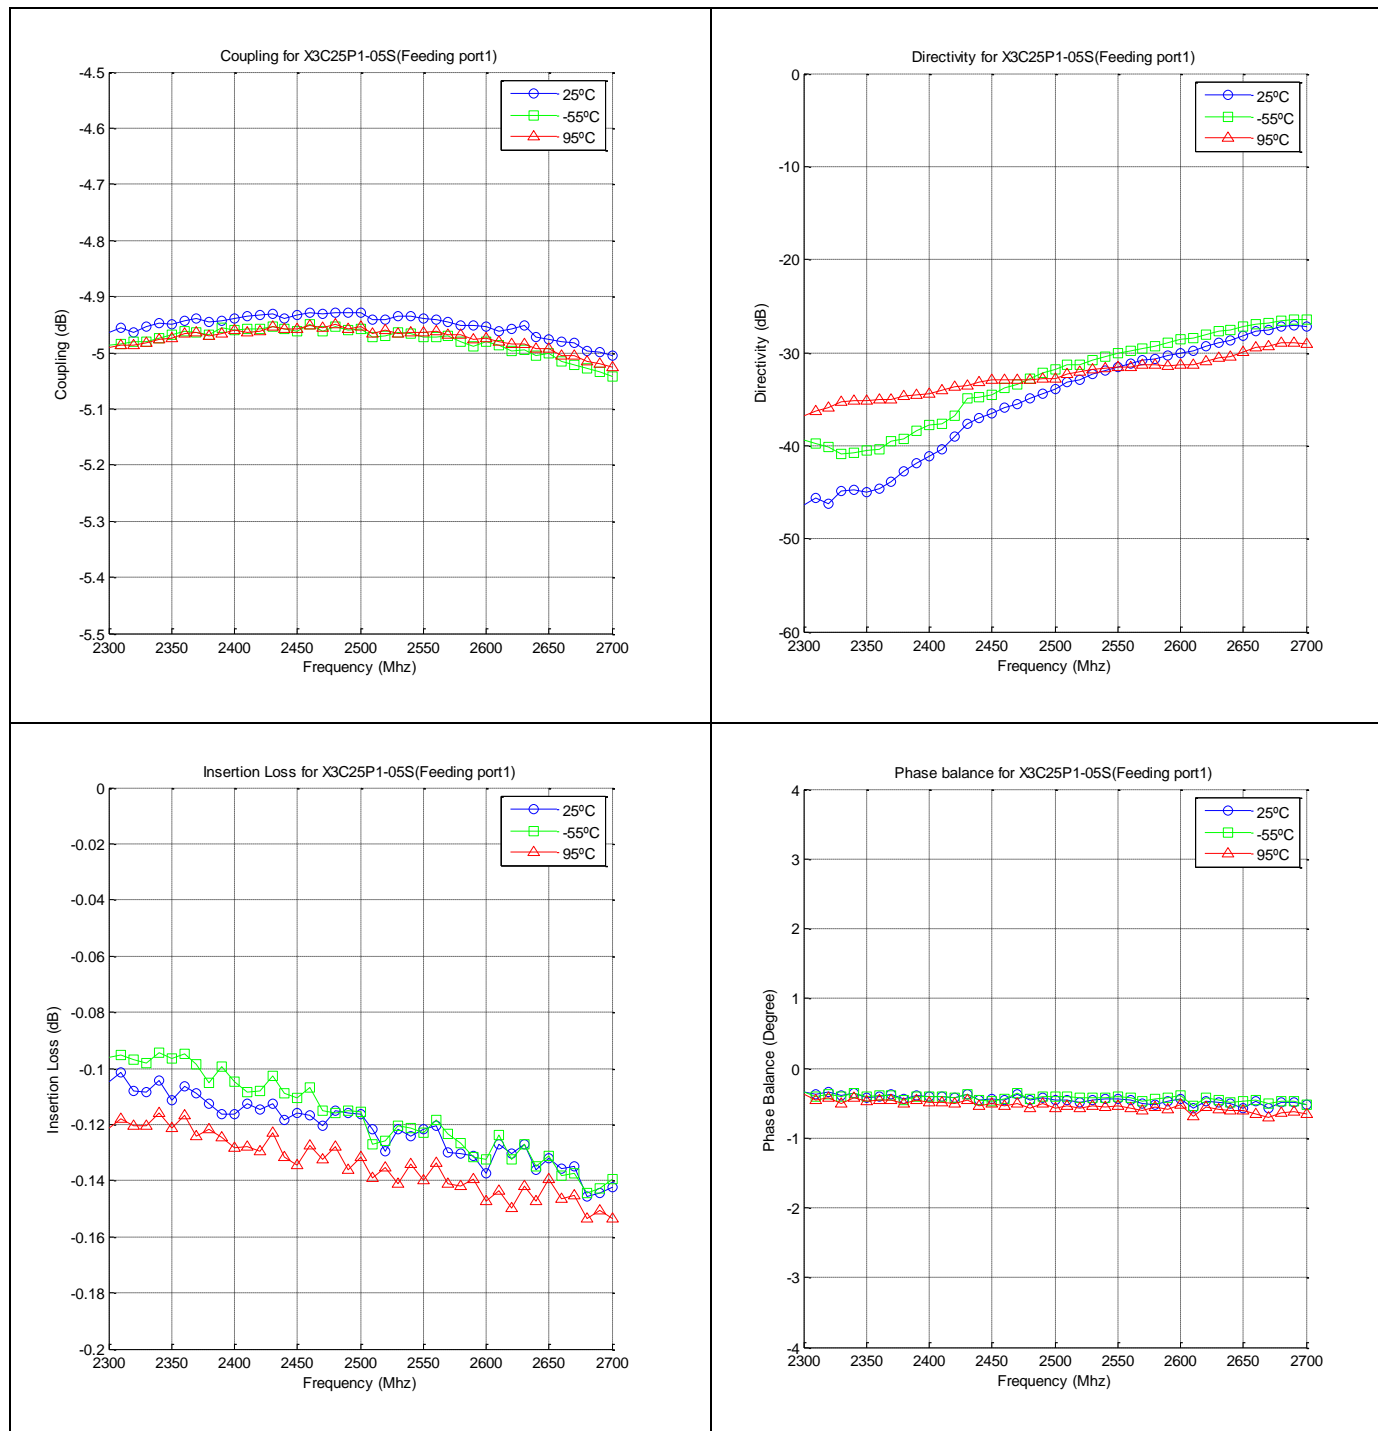 Coupling for X3C25P1-05S(Feeding port1)
25ºC
-55ºC
95ºC
-4.5
-4.6
-4.7
-4.8
-4.9
-5
-5.1
-5.2
-5.3
-5.4
-5.5
Coupling (dB)
2300 2350 2400 2450 2500 2550 2600 2650 2700
Frequency (Mhz)
Directivity for X3C25P1-05S(Feeding port1)
25ºC
-55ºC
95ºC
0
-10
-20
-30
-40
-50
-60
Directivity (dB)
2300 2350 2400 2450 2500 2550 2600 2650 2700
Frequency (Mhz)
Insertion Loss for X3C25P1-05S(Feeding port1)
25ºC
-55ºC
95ºC
0
-0.02
-0.04
-0.06
-0.08
-0.1
-0.12
-0.14
-0.16
-0.18
-0.2
Insertion Loss (dB)
2300 2350 2400 2450 2500 2550 2600 2650 2700
Frequency (Mhz)
Phase balance for X3C25P1-05S(Feeding port1)
25ºC
-55ºC
95ºC
4
3
2
1
0
-1
-2
-3
-4
Phase Balance (Degree)
2300 2350 2400 2450 2500 2550 2600 2650 2700
Frequency (Mhz)